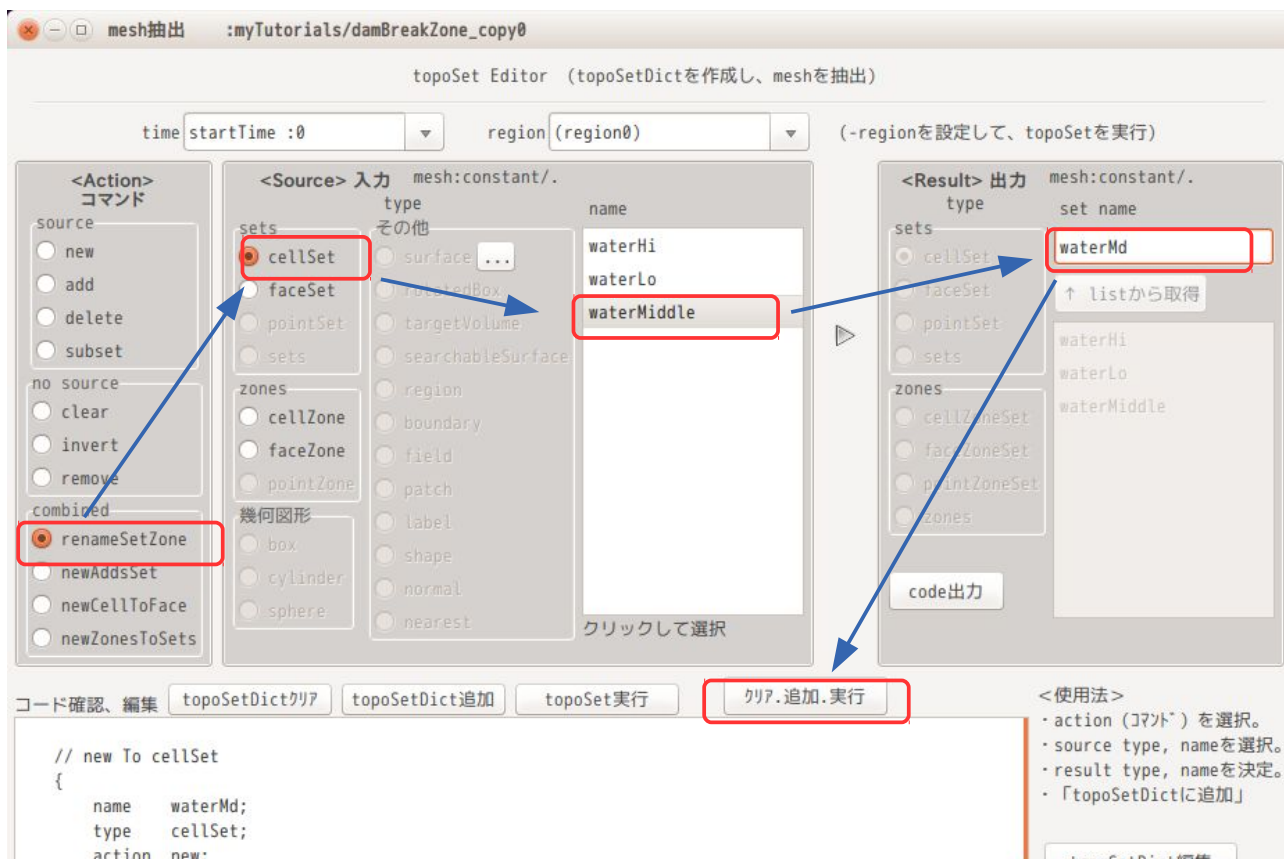 mesh抽出 :myTutorials/damBreakZone_copy0
topoSet Editor （topoSetDictを作成し、meshを抽出）
time startTime :0 region (region0) （-regionを設定して、topoSetを実行）
<Action>
コマンド
source
new
add
delete
subset
no source
clear
invert
remove
combined
renameSetZone
newAddsSet
newCellToFace
newZonesToSets
<Source> 入力 mesh:constant/.
type
name
sets
cellSet
faceSet
pointSet
sets
zones
cellZone
faceZone
pointZone
幾何図形
box
cylinder
sphere
その他
surface ...
rotatedBox
targetVolume
searchableSurface
region
boundary
field
patch
label
shape
normal
nearest
waterHi
waterLo
waterMiddle
クリックして選択
<Result> 出力 mesh:constant/.
type
set name
sets
cellSet
faceSet
pointSet
sets
zones
cellZoneSet
faceZoneSet
pointZoneSet
zones
code出力
waterMd
↑ listから取得
waterHi
waterLo
waterMiddle
コード確認、編集 topoSetDictｸﾘｱ topoSetDict追加 topoSet実行 ｸﾘｱ.追加.実行
// new To cellSet
{
name waterMd;
type cellSet;
action new;
＜使用法＞
・action（ｺﾏﾝﾄﾞ）を選択。
・source type, nameを選択。
・result type, nameを決定。
・「topoSetDictに追加」